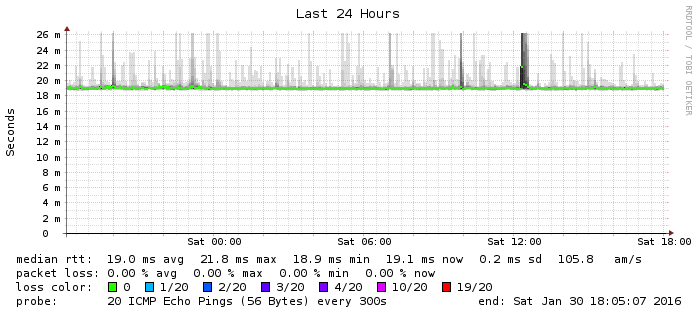 Last 24 Hours
RRDTOOL / TOBI OETIKER
Seconds
26 m
24 m
22 m
20 m
18 m
16 m
14 m
12 m
10 m
8 m
6 m
4 m
2 m
0
Sat 00:00 Sat 06:00 Sat 12:00 Sat 18:00
median rtt: 19.0 ms avg 21.8 ms max 18.9 ms min 19.1 ms now 0.2 ms sd 105.8 am/s
packet loss: 0.00 % avg 0.00 % max 0.00 % min 0.00 % now
loss color: 0 1/20 2/20 3/20 4/20 10/20 19/20
probe: 20 ICMP Echo Pings (56 Bytes) every 300s end: Sat Jan 30 18:05:07 2016